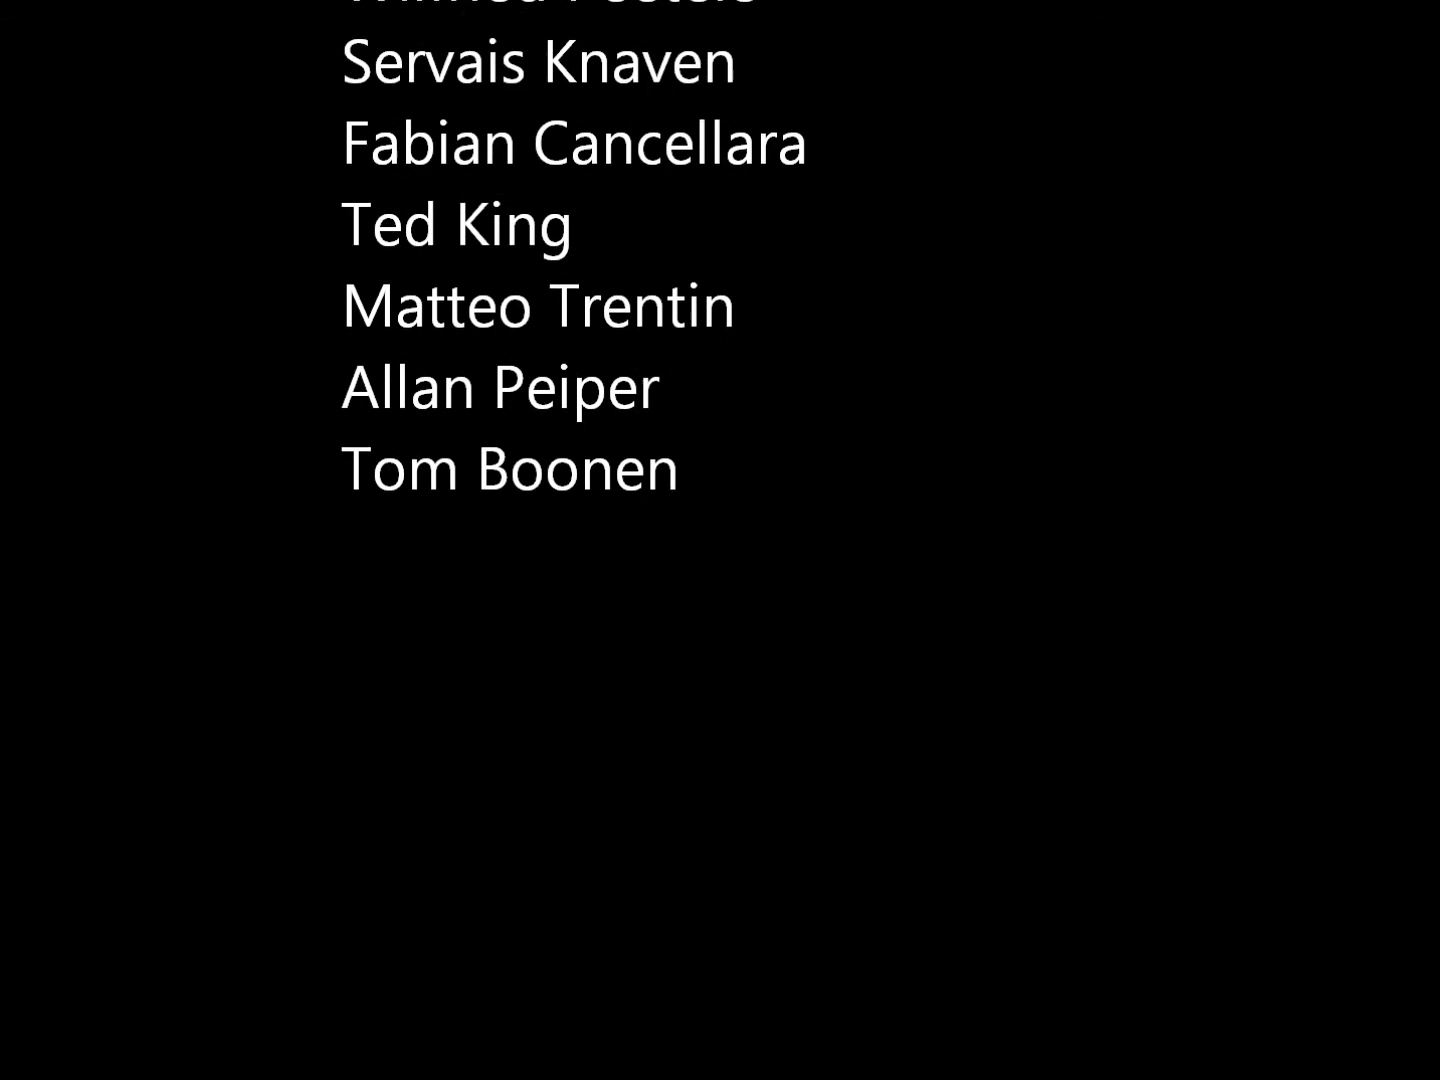 Servais Knaven
Fabian Cancellara
Ted King
Matteo Trentin
Allan Peiper
Tom Boonen